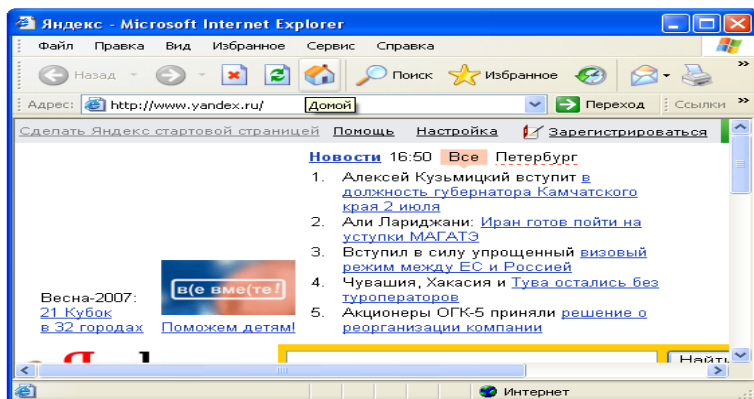 Яндекс - Microsoft Internet Explorer
Файл Правка Вид Избранное Сервис Справка
Назад Поиск Избранное »
Адрес: http://www.yandex.ru/ Переход Ссылки »
Домой
Сделать Яндекс стартовой страницей Помощь Настройка Зарегистрироваться
Новости 16:50 Все Петербург
1. Алексей Кузьмицкий вступит в
должность губернатора Камчатского
края 2 июля
2. Али Лариджани: Иран готов пойти на
уступки МАГАТЭ
3. Вступил в силу упрощенный визовый
режим между ЕС и Россией
4. Чувашия, Хакасия и Тува остались без
туроператоров
5. Акционеры ОГК-5 приняли решение о
реорганизации компании
Весна-2007:
21 Кубок
в 32 городах
в(е вме(те!
Поможем детям!
Интернет